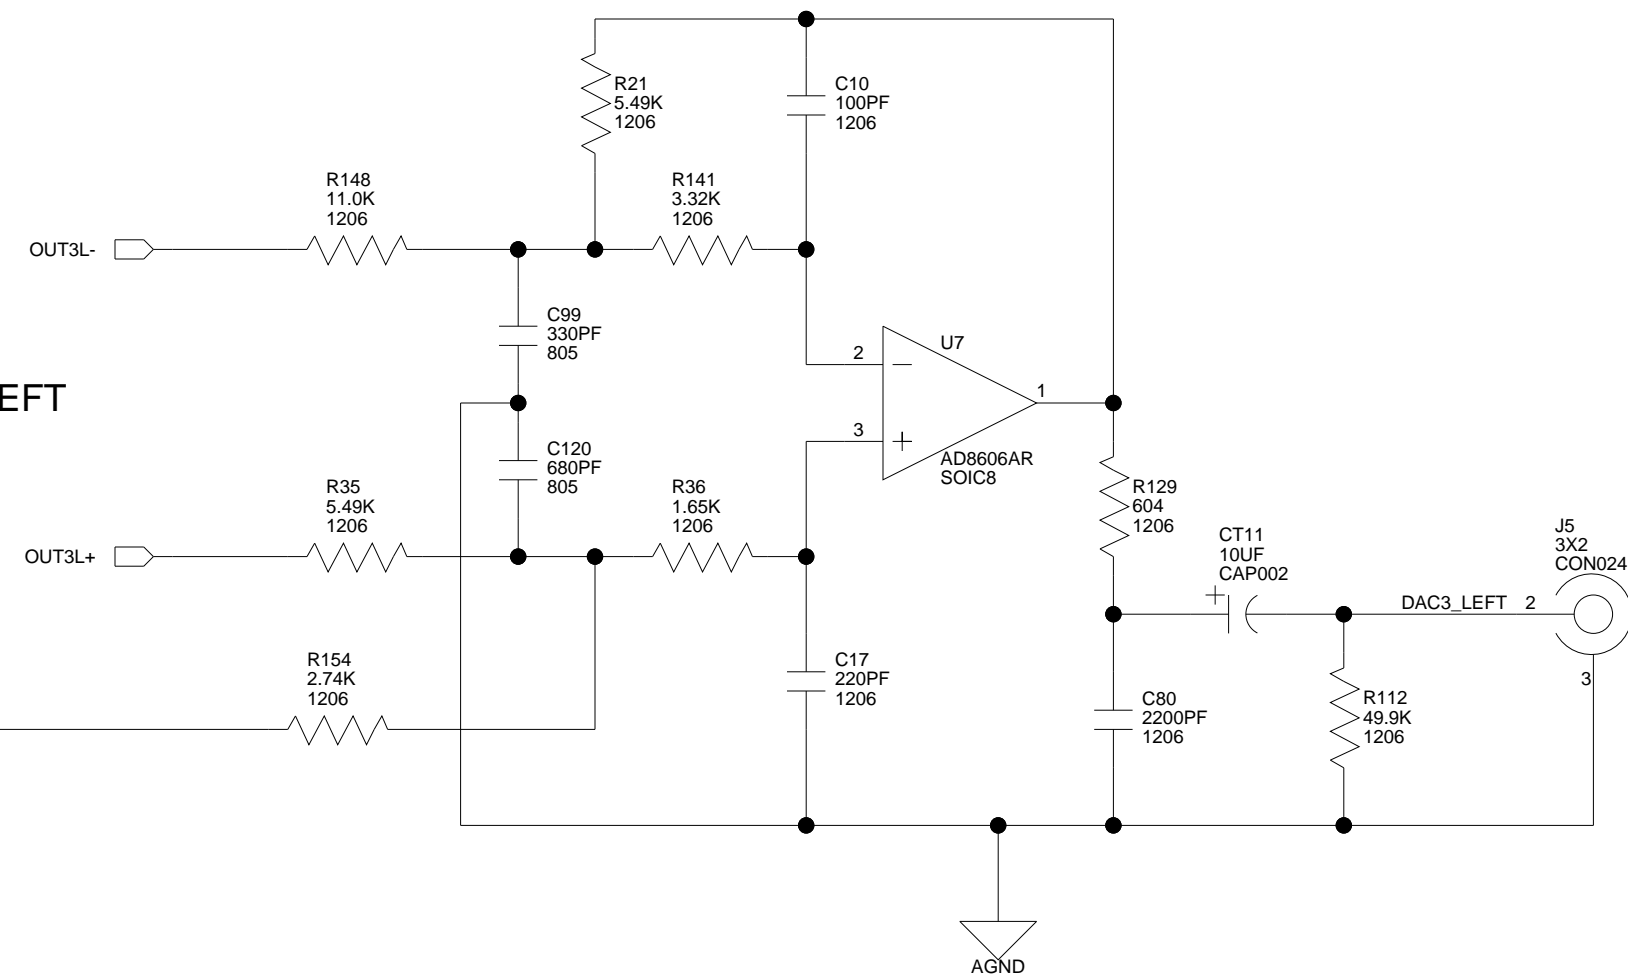 R21
5.49K
1206
C10
100PF
1206
R148
11.0K
1206
R141
3.32K
1206
OUT3L-
C99
330PF
805
U7
2
−
1
EFT
3
+
AD8606AR
SOIC8
C120
680PF
805
R35
5.49K
1206
R36
1.65K
1206
R129
604
1206
OUT3L+
CT11
10UF
CAP002
+
J5
3X2
CON024
DAC3_LEFT 2
R154
2.74K
1206
C17
220PF
1206
3
C80
2200PF
1206
R112
49.9K
1206
AGND